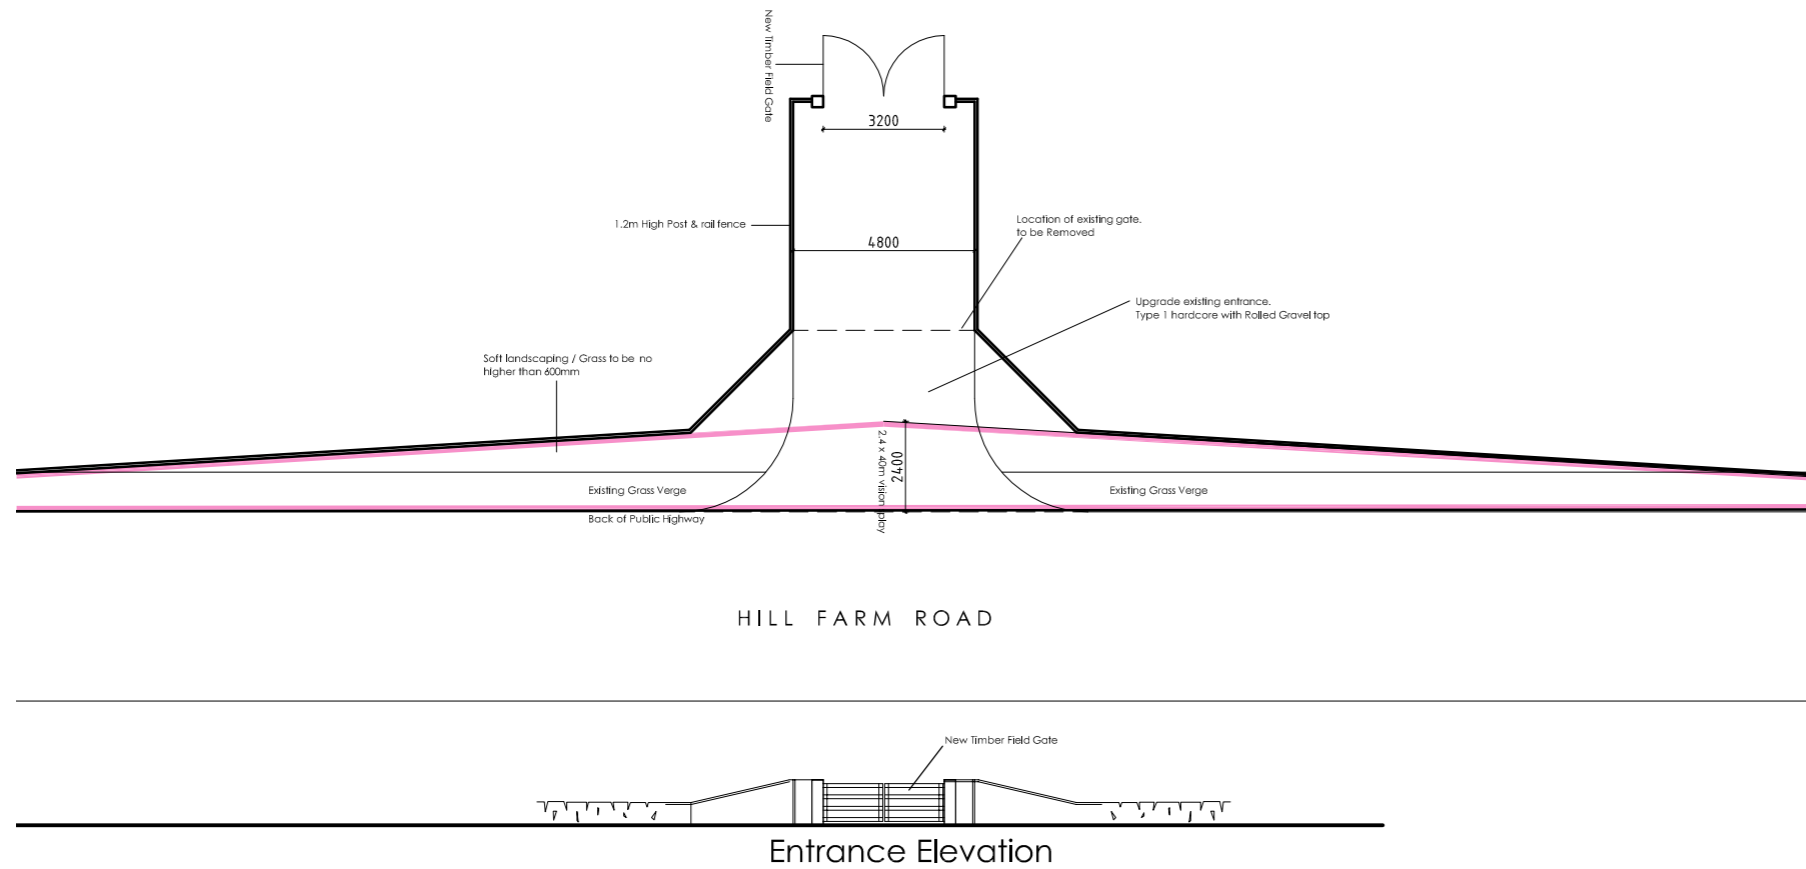 New Timber Field Gate
3200
1.2m High Post & rail fence
Location of existing gate.
to be Removed
4800
Upgrade existing entrance.
Type 1 hardcore with Rolled Gravel top
Soft landscaping / Grass to be no
higher than 600mm
2400
2.4 x 40m vision splay
Existing Grass Verge
Existing Grass Verge
Back of Public Highway
HILL FARM ROAD
New Timber Field Gate
Entrance Elevation